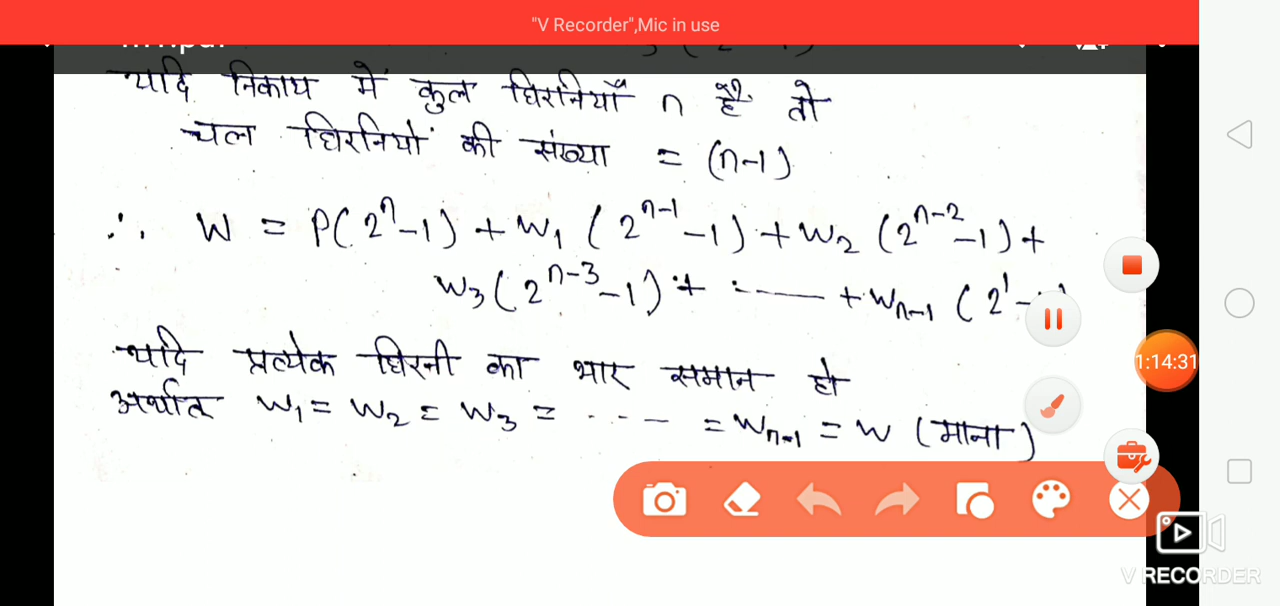 "V Recorder",Mic in use
यदि निकाय में कुल घिरनियाँ n हैं तो
चल घिरनियों की संख्या = (n-1)
∴ W = P(2ⁿ-1) + w₁ (2ⁿ⁻¹-1) + w₂ (2ⁿ⁻²-1) +
w₃(2ⁿ⁻³-1) + ------ + wₙ₋₁ (2¹-
1:14:31
यदि प्रत्येक घिरनी का भार समान हो
अर्थात w₁ = w₂ = w₃ = ---- = wₙ₋₁ = w (माना)
V RECORDER